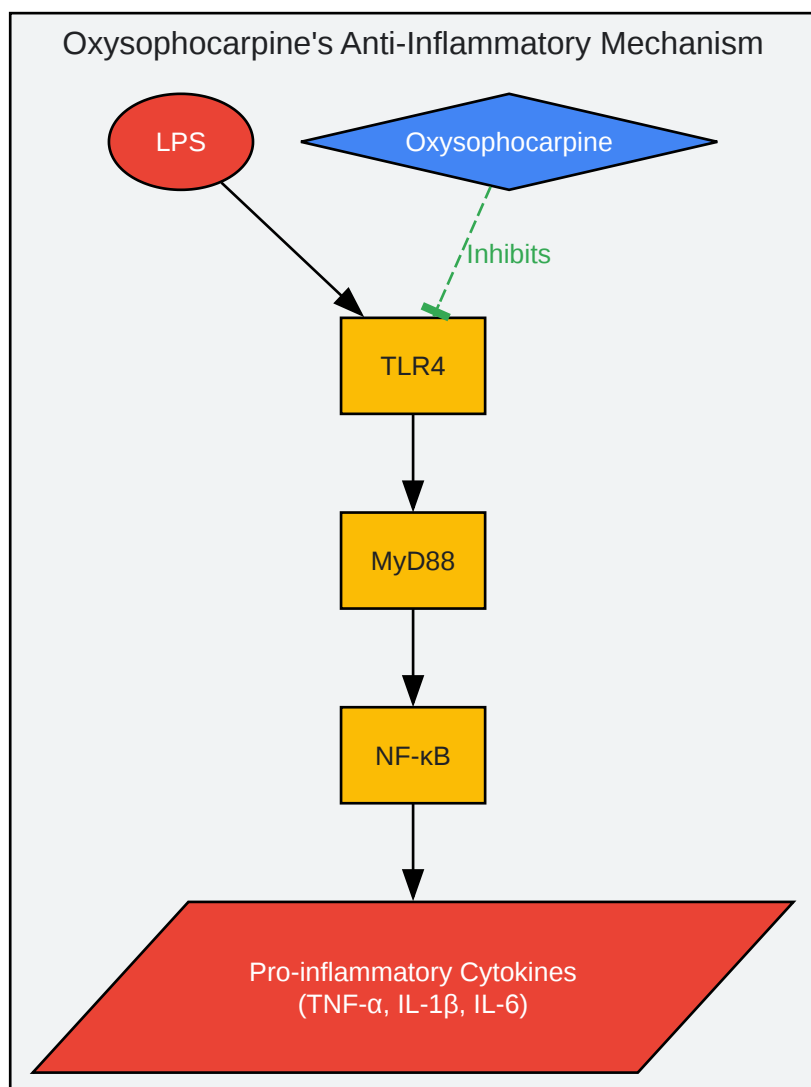 Oxysophocarpine's Anti-Inflammatory Mechanism
LPS
Oxysophocarpine
Inhibits
TLR4
MyD88
NF-κB
Pro-inflammatory Cytokines
(TNF-α, IL-1β, IL-6)